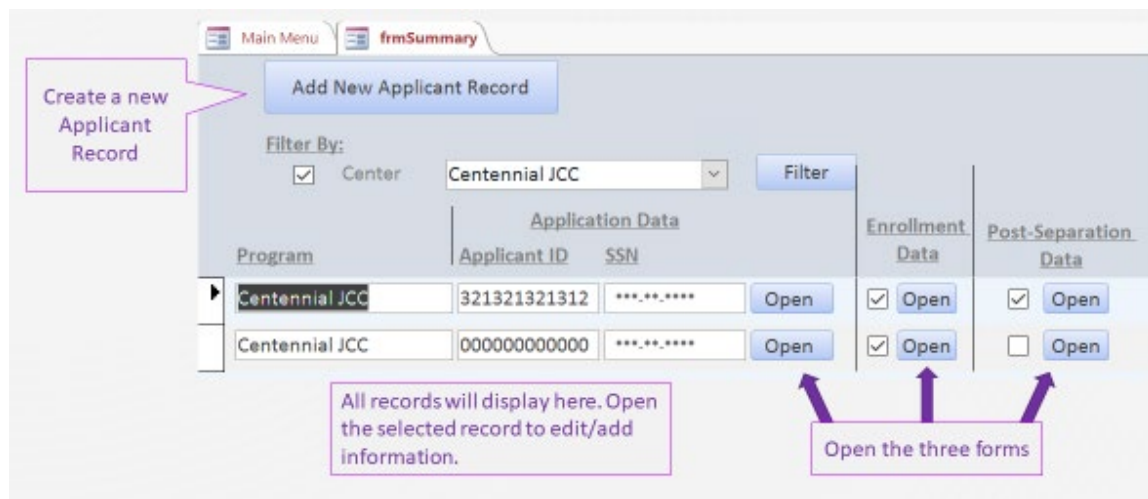 Main Menu
frmSummary
Create a new
Applicant
Record
Add New Applicant Record
Filter By:
Center
Centennial JCC
Filter
Application Data
Enrollment
Data
Post-Separation
Data
Program
Applicant ID
SSN
Centennial JCC
321321321312
***-**-****
Open
Open
Open
Centennial JCC
000000000000
***-**-****
Open
Open
Open
All records will display here. Open
the selected record to edit/add
information.
Open the three forms